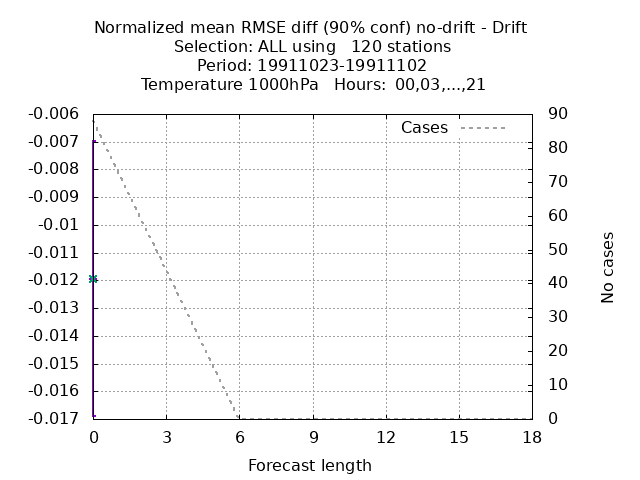 Normalized mean RMSE diff (90% conf) no-drift - Drift
Selection: ALL using   120 stations
Period: 19911023-19911102
Temperature 1000hPa   Hours:  00,03,...,21
Cases
-0.006
-0.007
-0.008
-0.009
-0.01
-0.011
-0.012
-0.013
-0.014
-0.015
-0.016
-0.017
90
80
70
60
50
40
30
20
10
0
No cases
0 3 6 9 12 15 18
Forecast length